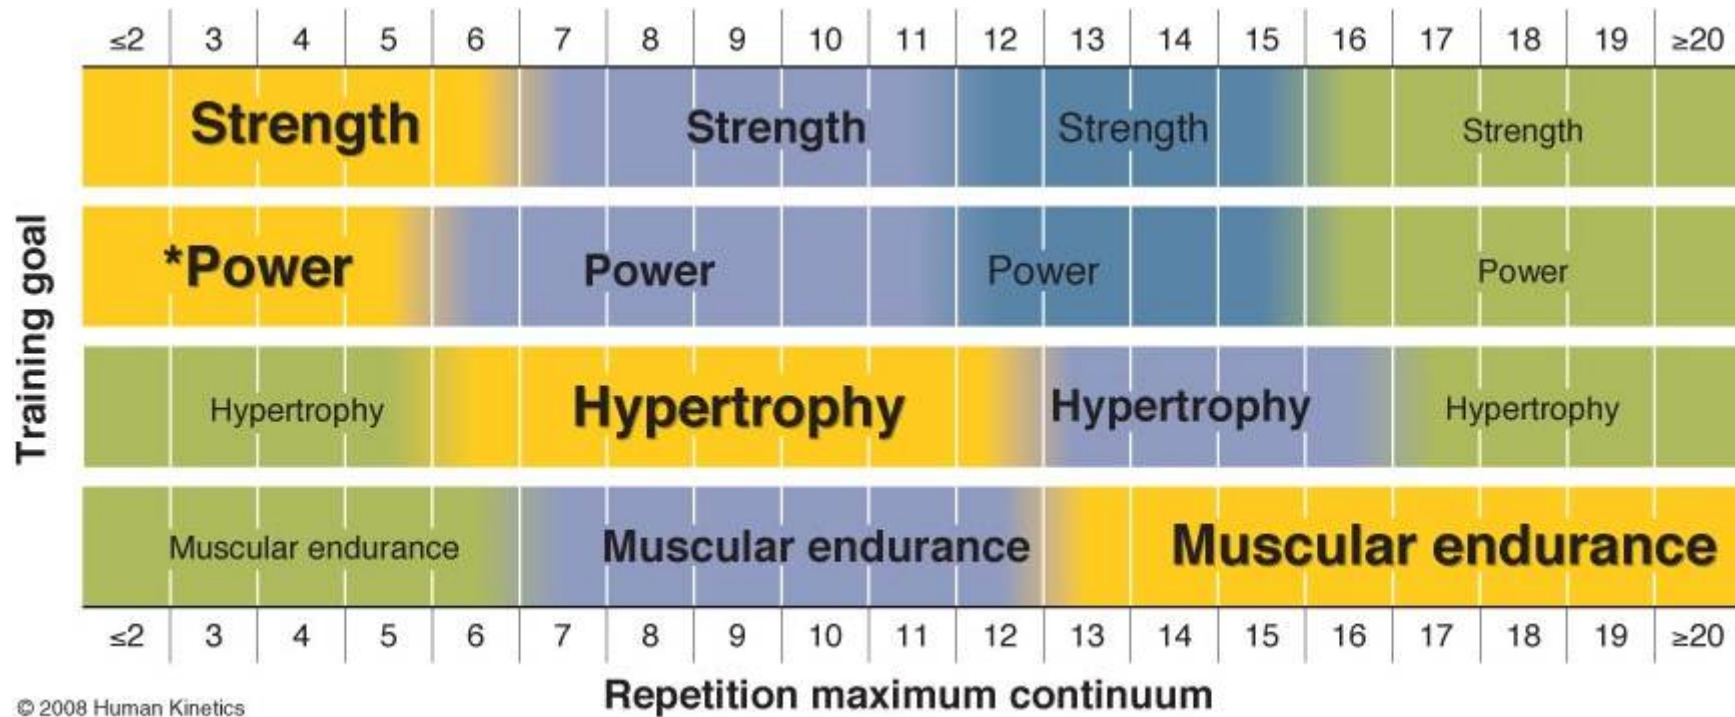 ≤2 3 4 5 6 7 8 9 10 11 12 13 14 15 16 17 18 19 ≥20
Strength Strength Strength Strength
*Power Power Power Power
Training goal
Hypertrophy Hypertrophy Hypertrophy Hypertrophy
Muscular endurance Muscular endurance Muscular endurance
≤2 3 4 5 6 7 8 9 10 11 12 13 14 15 16 17 18 19 ≥20
Repetition maximum continuum
© 2008 Human Kinetics